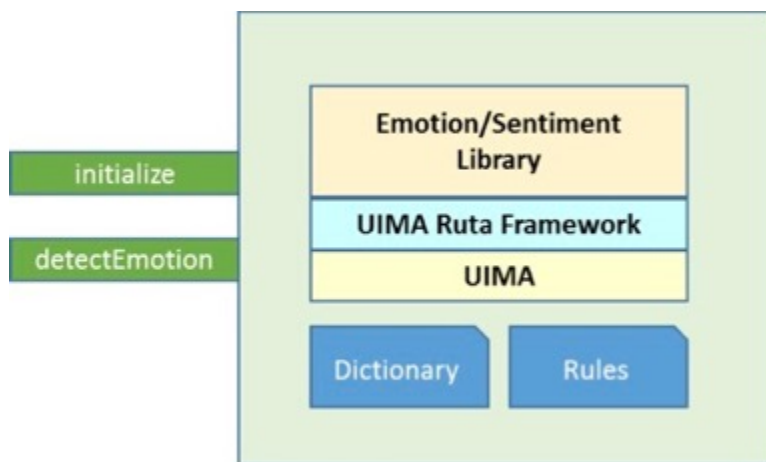 Emotion/Sentiment
Library
initialize
UIMA Ruta Framework
detectEmotion
UIMA
Dictionary
Rules